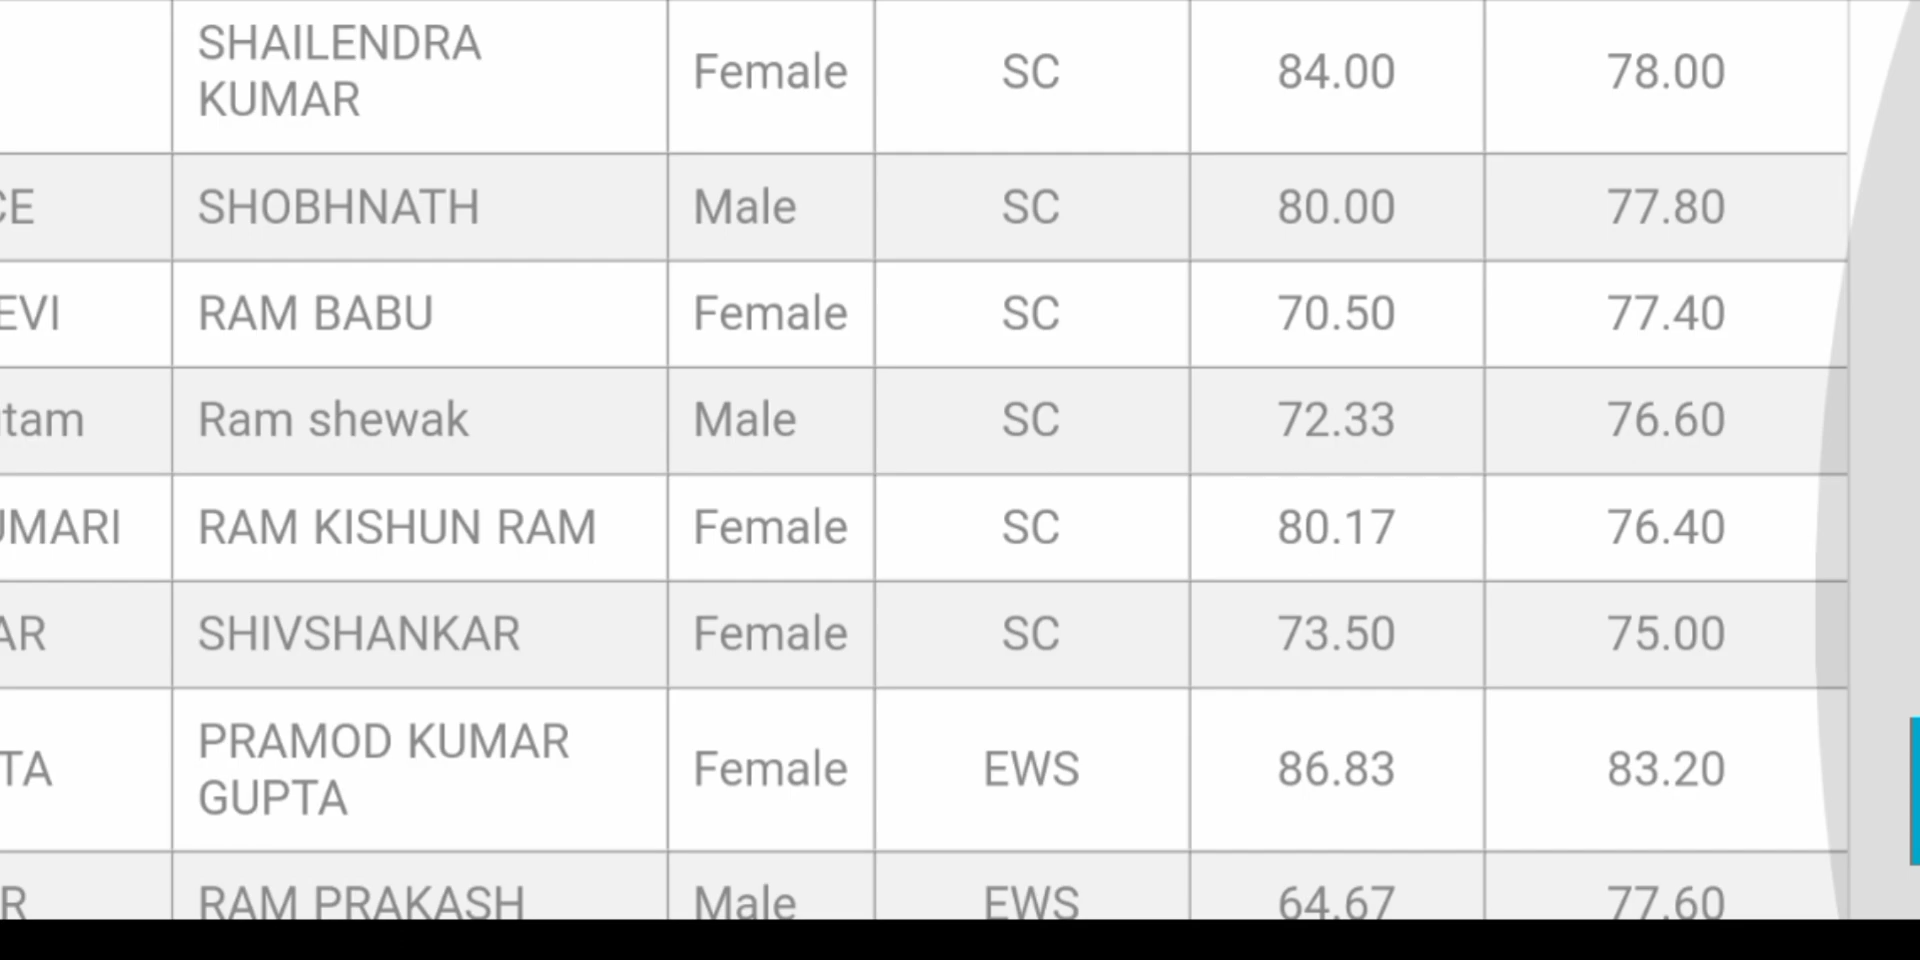 SHAILENDRA
KUMAR Female SC 84.00 78.00
CE SHOBHNATH Male SC 80.00 77.80
EVI RAM BABU Female SC 70.50 77.40
tam Ram shewak Male SC 72.33 76.60
UMARI RAM KISHUN RAM Female SC 80.17 76.40
AR SHIVSHANKAR Female SC 73.50 75.00
PRAMOD KUMAR
TA GUPTA Female EWS 86.83 83.20
R RAM PRAKASH Male EWS 64.67 77.60